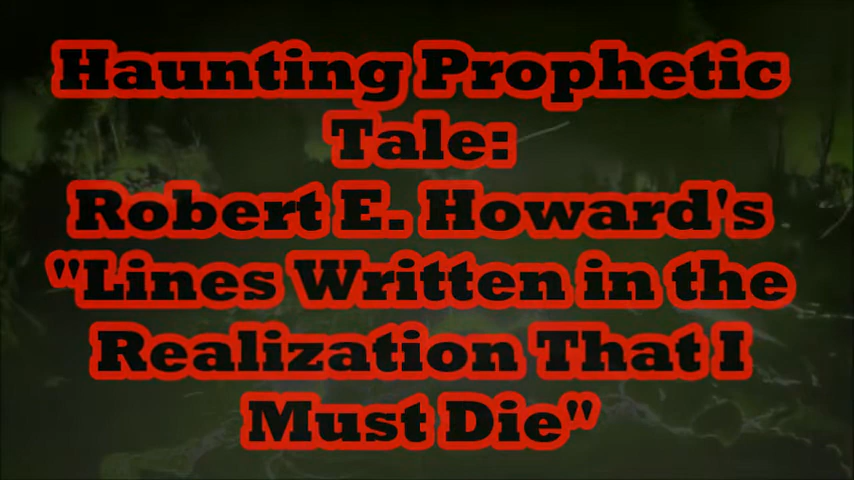 Haunting Prophetic
Tale:
Robert E. Howard's
"Lines Written in the
Realization That I
Must Die"